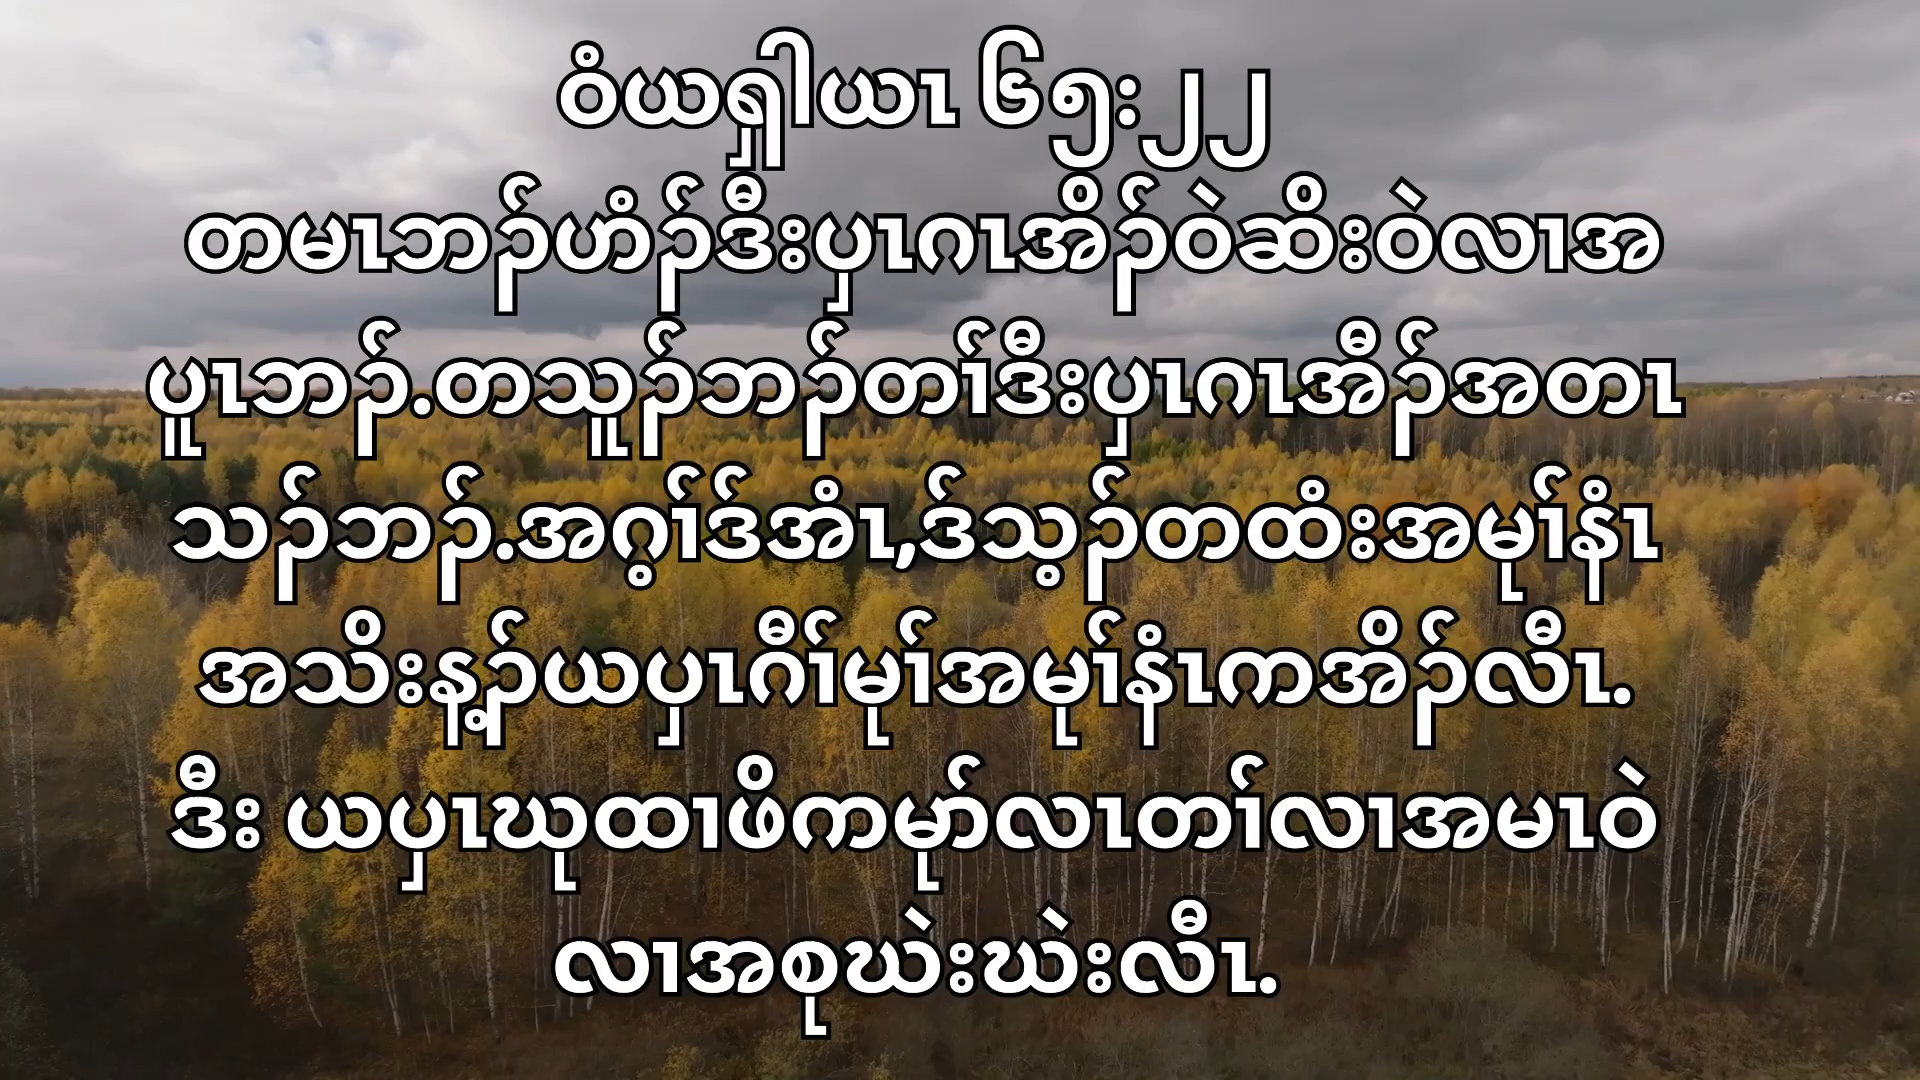 ဝံယရှါယၤ ၆၅:၂၂
တမၤဘၣ်ဟံၣ်ဒီးပှၤဂၤအိၣ်ဝဲဆိးဝဲလၢအ
ပူၤဘၣ်.တသူၣ်ဘၣ်တၢ်ဒီးပှၤဂၤအီၣ်အတၤ
သၣ်ဘၣ်.အဂ့ၢ်ဒ်အံၤ,ဒ်သ့ၣ်တထံးအမုၢ်နံၤ
အသိးန့ၣ်ယပှၤဂီၢ်မုၢ်အမုၢ်နံၤကအိၣ်လီၤ.
ဒီး ယပှၤဃုထၢဖိကမှာ်လၤတၢ်လၢအမၤဝဲ
လၢအစုဃဲးဃဲးလီၤ.